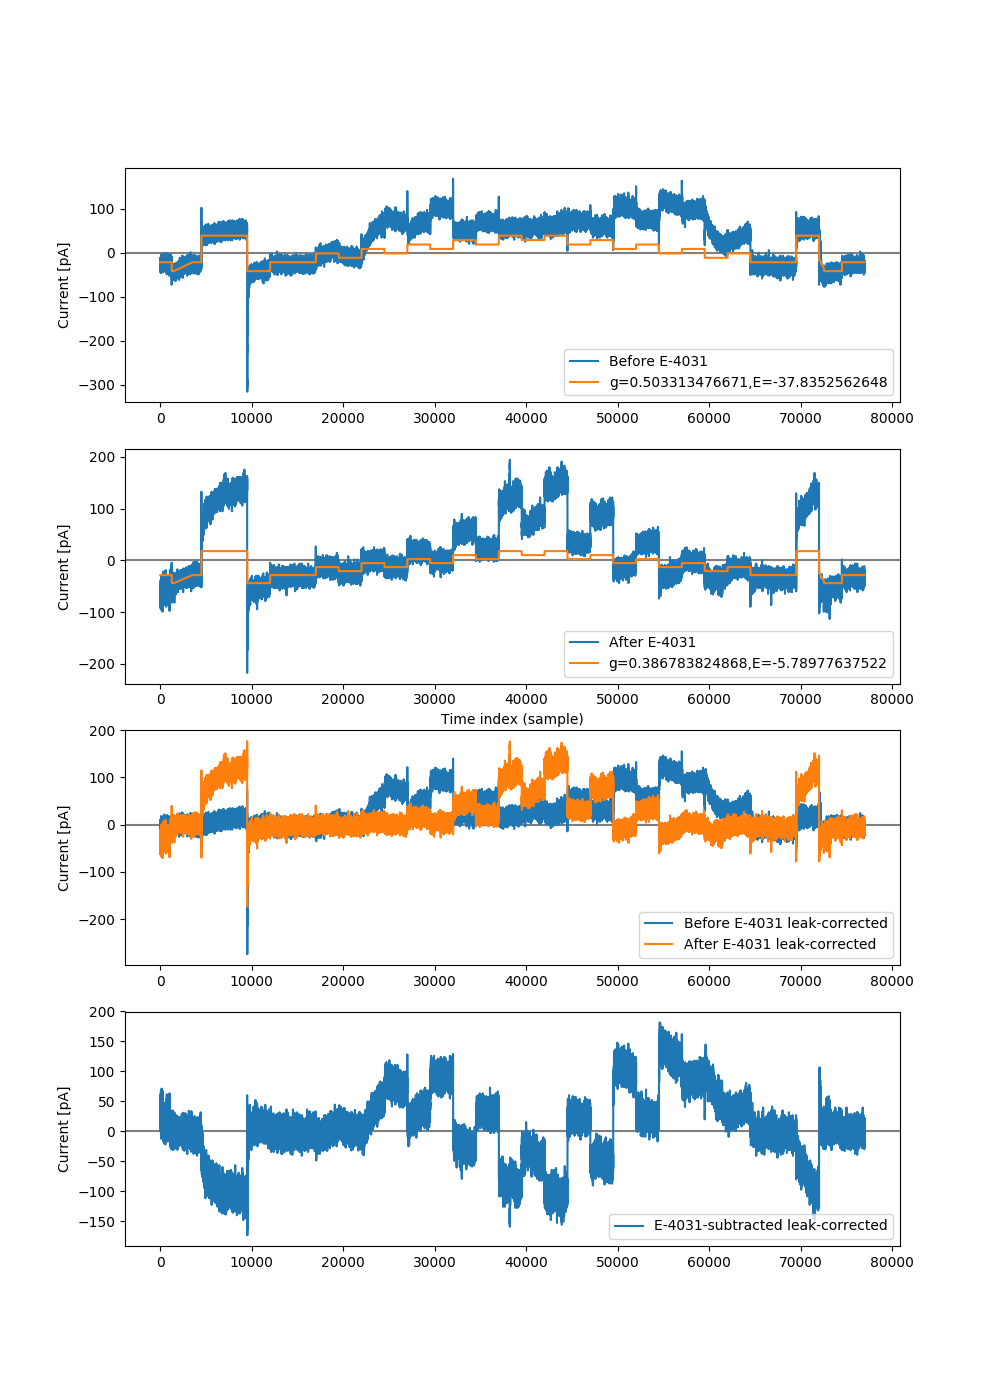 100
0
−100
−200
−300
Current [pA]
Before E-4031
g=0.503313476671,E=-37.8352562648
0 10000 20000 30000 40000 50000 60000 70000 80000
200
100
0
−100
−200
Current [pA]
After E-4031
g=0.386783824868,E=-5.78977637522
0 10000 20000 30000 40000 50000 60000 70000 80000
Time index (sample)
200
100
0
−100
−200
Current [pA]
Before E-4031 leak-corrected
After E-4031 leak-corrected
0 10000 20000 30000 40000 50000 60000 70000 80000
200
150
100
50
0
−50
−100
−150
Current [pA]
E-4031-subtracted leak-corrected
0 10000 20000 30000 40000 50000 60000 70000 80000